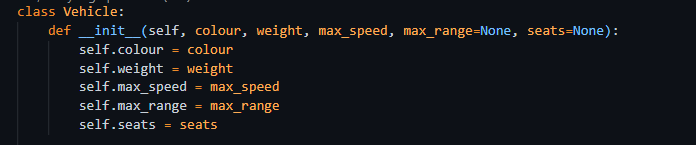 class Vehicle:
    def __init__(self, colour, weight, max_speed, max_range=None, seats=None):
        self.colour = colour
        self.weight = weight
        self.max_speed = max_speed
        self.max_range = max_range
        self.seats = seats